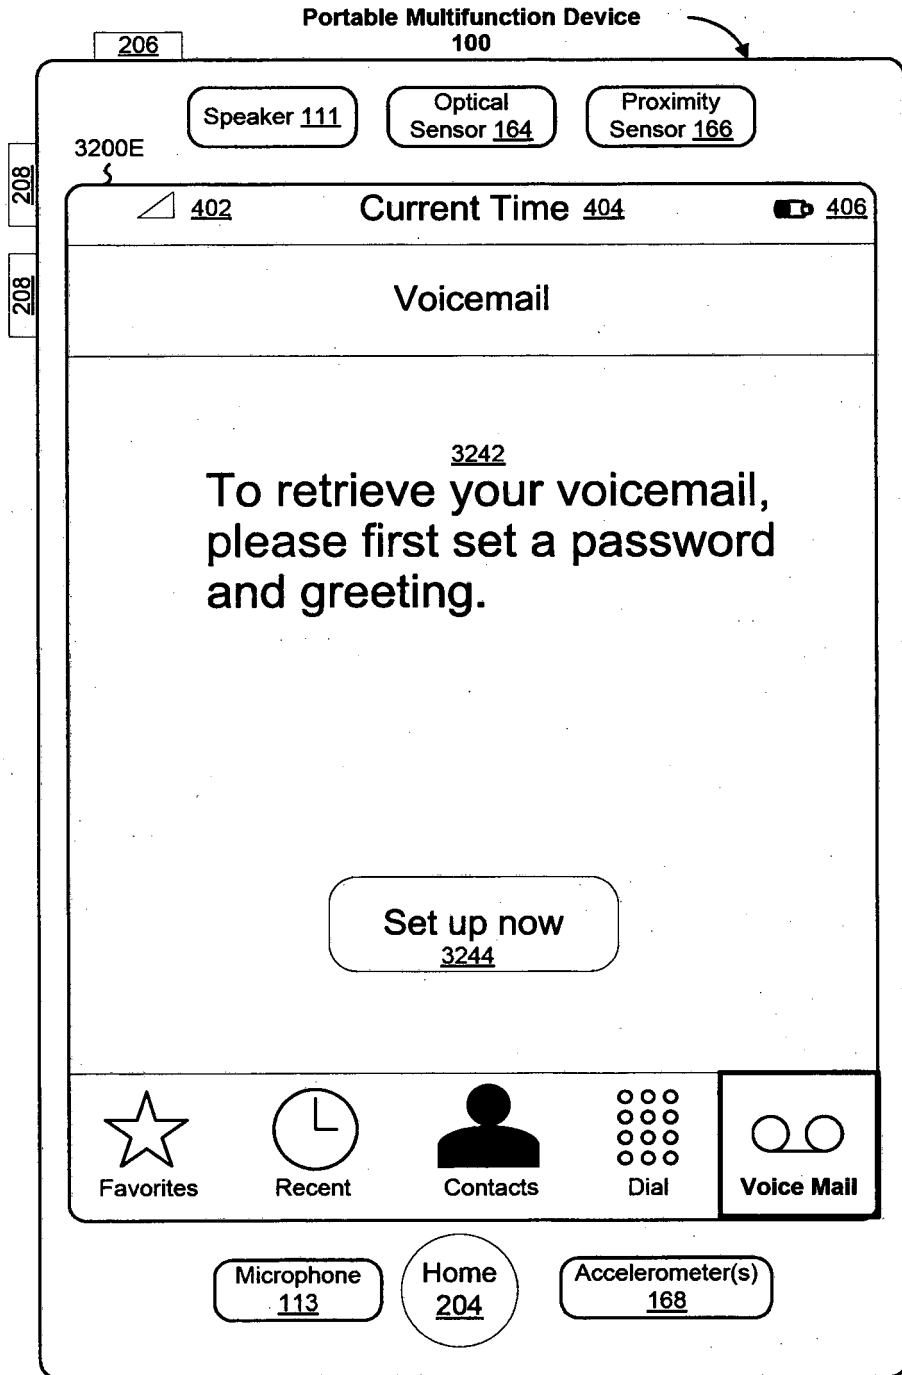 Portable Multifunction Device
100
206
Speaker 111
Optical
Sensor 164
Proximity
Sensor 166
3200E
208
208
402
Current Time 404
406
Voicemail
3242
To retrieve your voicemail,
please first set a password
and greeting.
Set up now
3244
Favorites
Recent
Contacts
Dial
Voice Mail
Microphone
113
Home
204
Accelerometer(s)
168